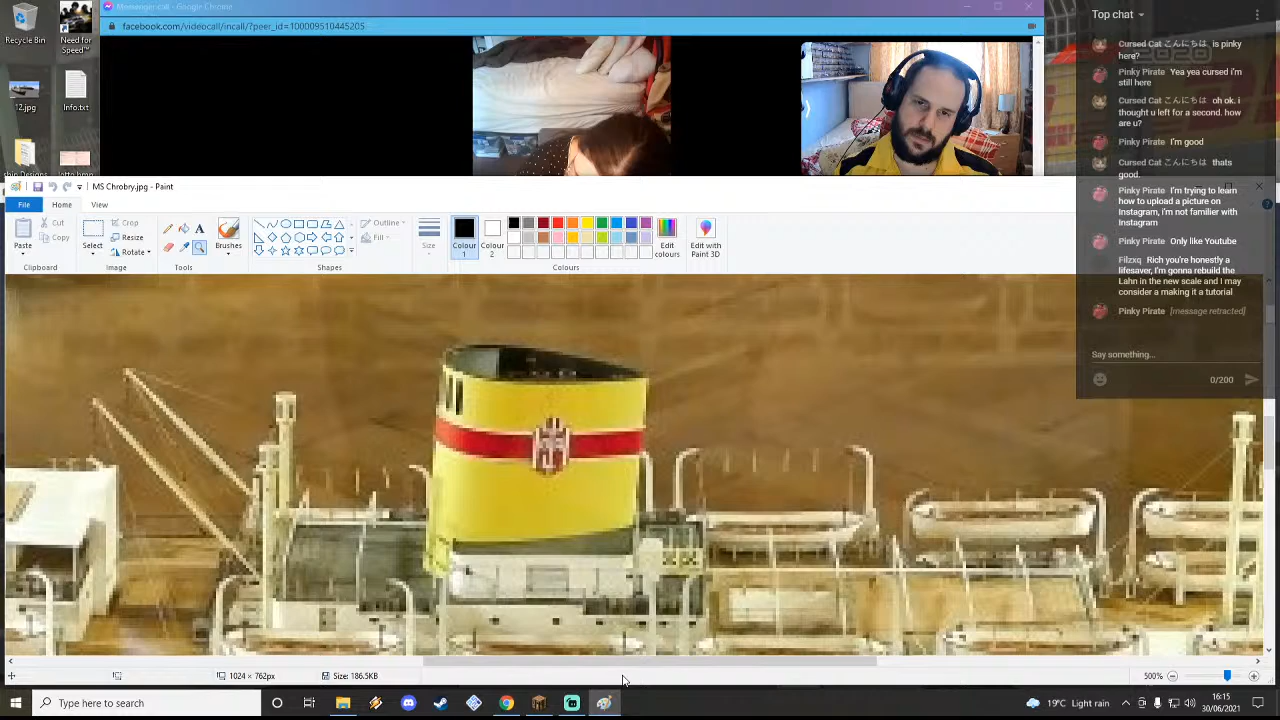 Messenger call - Google Chrome
facebook.com/videocall/incall/?peer_id=100009510445205
Recycle Bin
Need for
Speed™
12.jpg
Info.txt
Top chat
2020
Cursed Cat こんにちは is pinky
here?
Pinky Pirate Yea yea cursed i'm
still here
Cursed Cat こんにちは oh ok. i
thought u left for a second. how
are u?
Pinky Pirate I'm good
Cursed Cat こんにちは thats
good.
Pinky Pirate I'm trying to learn
how to upload a picture on
Instagram, I'm not familier with
Instagram
Pinky Pirate Only like Youtube
Filzxq Rich you're honestly a
lifesaver, I'm gonna rebuild the
Lahn in the new scale and I may
consider a making it a tutorial
Pinky Pirate [message retracted]
Say something...
0/200
MS Chrobry.jpg - Paint
File
Home
View
Paste
Cut
Copy
Clipboard
Select
Crop
Resize
Rotate
Image
A
Tools
Brushes
Outline
Fill
Shapes
Size
Colour
1
Colour
2
Edit
colours
Colours
Edit with
Paint 3D
1024 × 762px
Size: 186.5KB
500%
Type here to search
19°C Light rain
16:15
30/06/2021